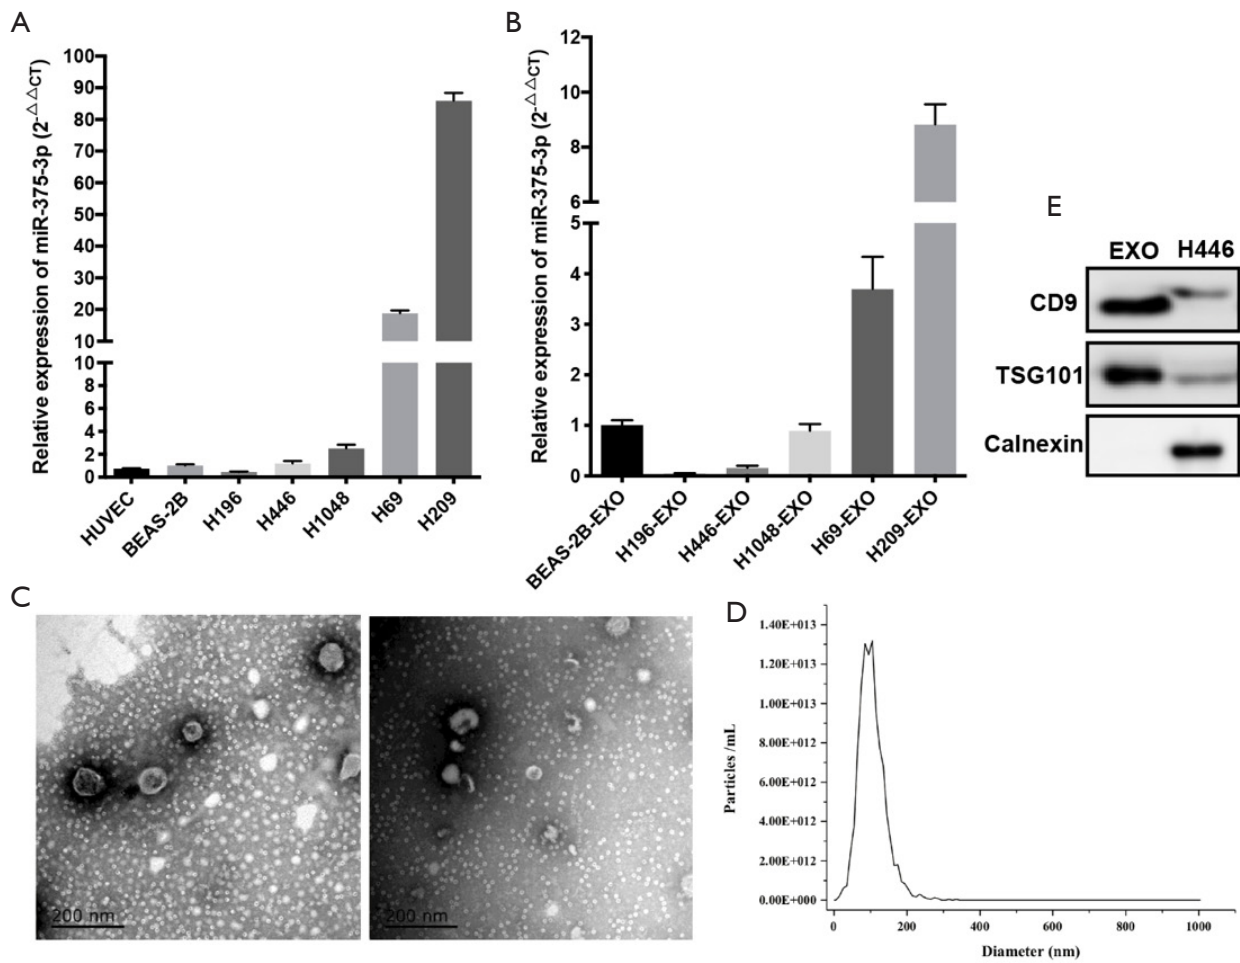 A
Relative expression of miR-375-3p (2-△△CT)
100
90
80
70
60
50
40
30
20
10
10
8
6
4
2
0
HUVEC
BEAS-2B
H196
H446
H1048
H69
H209
B
Relative expression of miR-375-3p (2-△△CT)
12
10
8
6
5
4
3
2
1
0
BEAS-2B-EXO
H196-EXO
H446-EXO
H1048-EXO
H69-EXO
H209-EXO
E
EXO H446
CD9
TSG101
Calnexin
C
200 nm
200 nm
D
Particles /mL
1.40E+013
1.20E+013
1.00E+013
8.00E+012
6.00E+012
4.00E+012
2.00E+012
0.00E+000
0 200 400 600 800 1000
Diameter (nm)